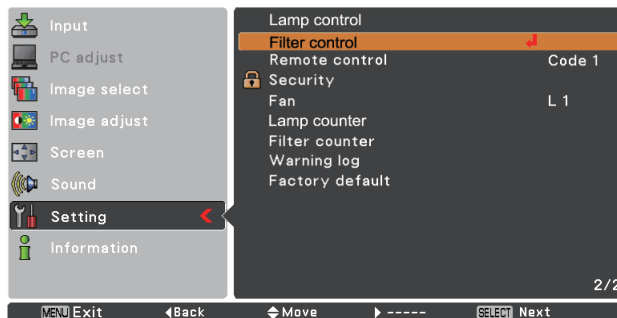 Input
PC adjust
Image select
Image adjust
Screen
Sound
Setting
Information
Lamp control
Filter control
Remote control Code 1
Security
Fan L 1
Lamp counter
Filter counter
Warning log
Factory default
2/2
MENU Exit Back Move ----- SELECT Next